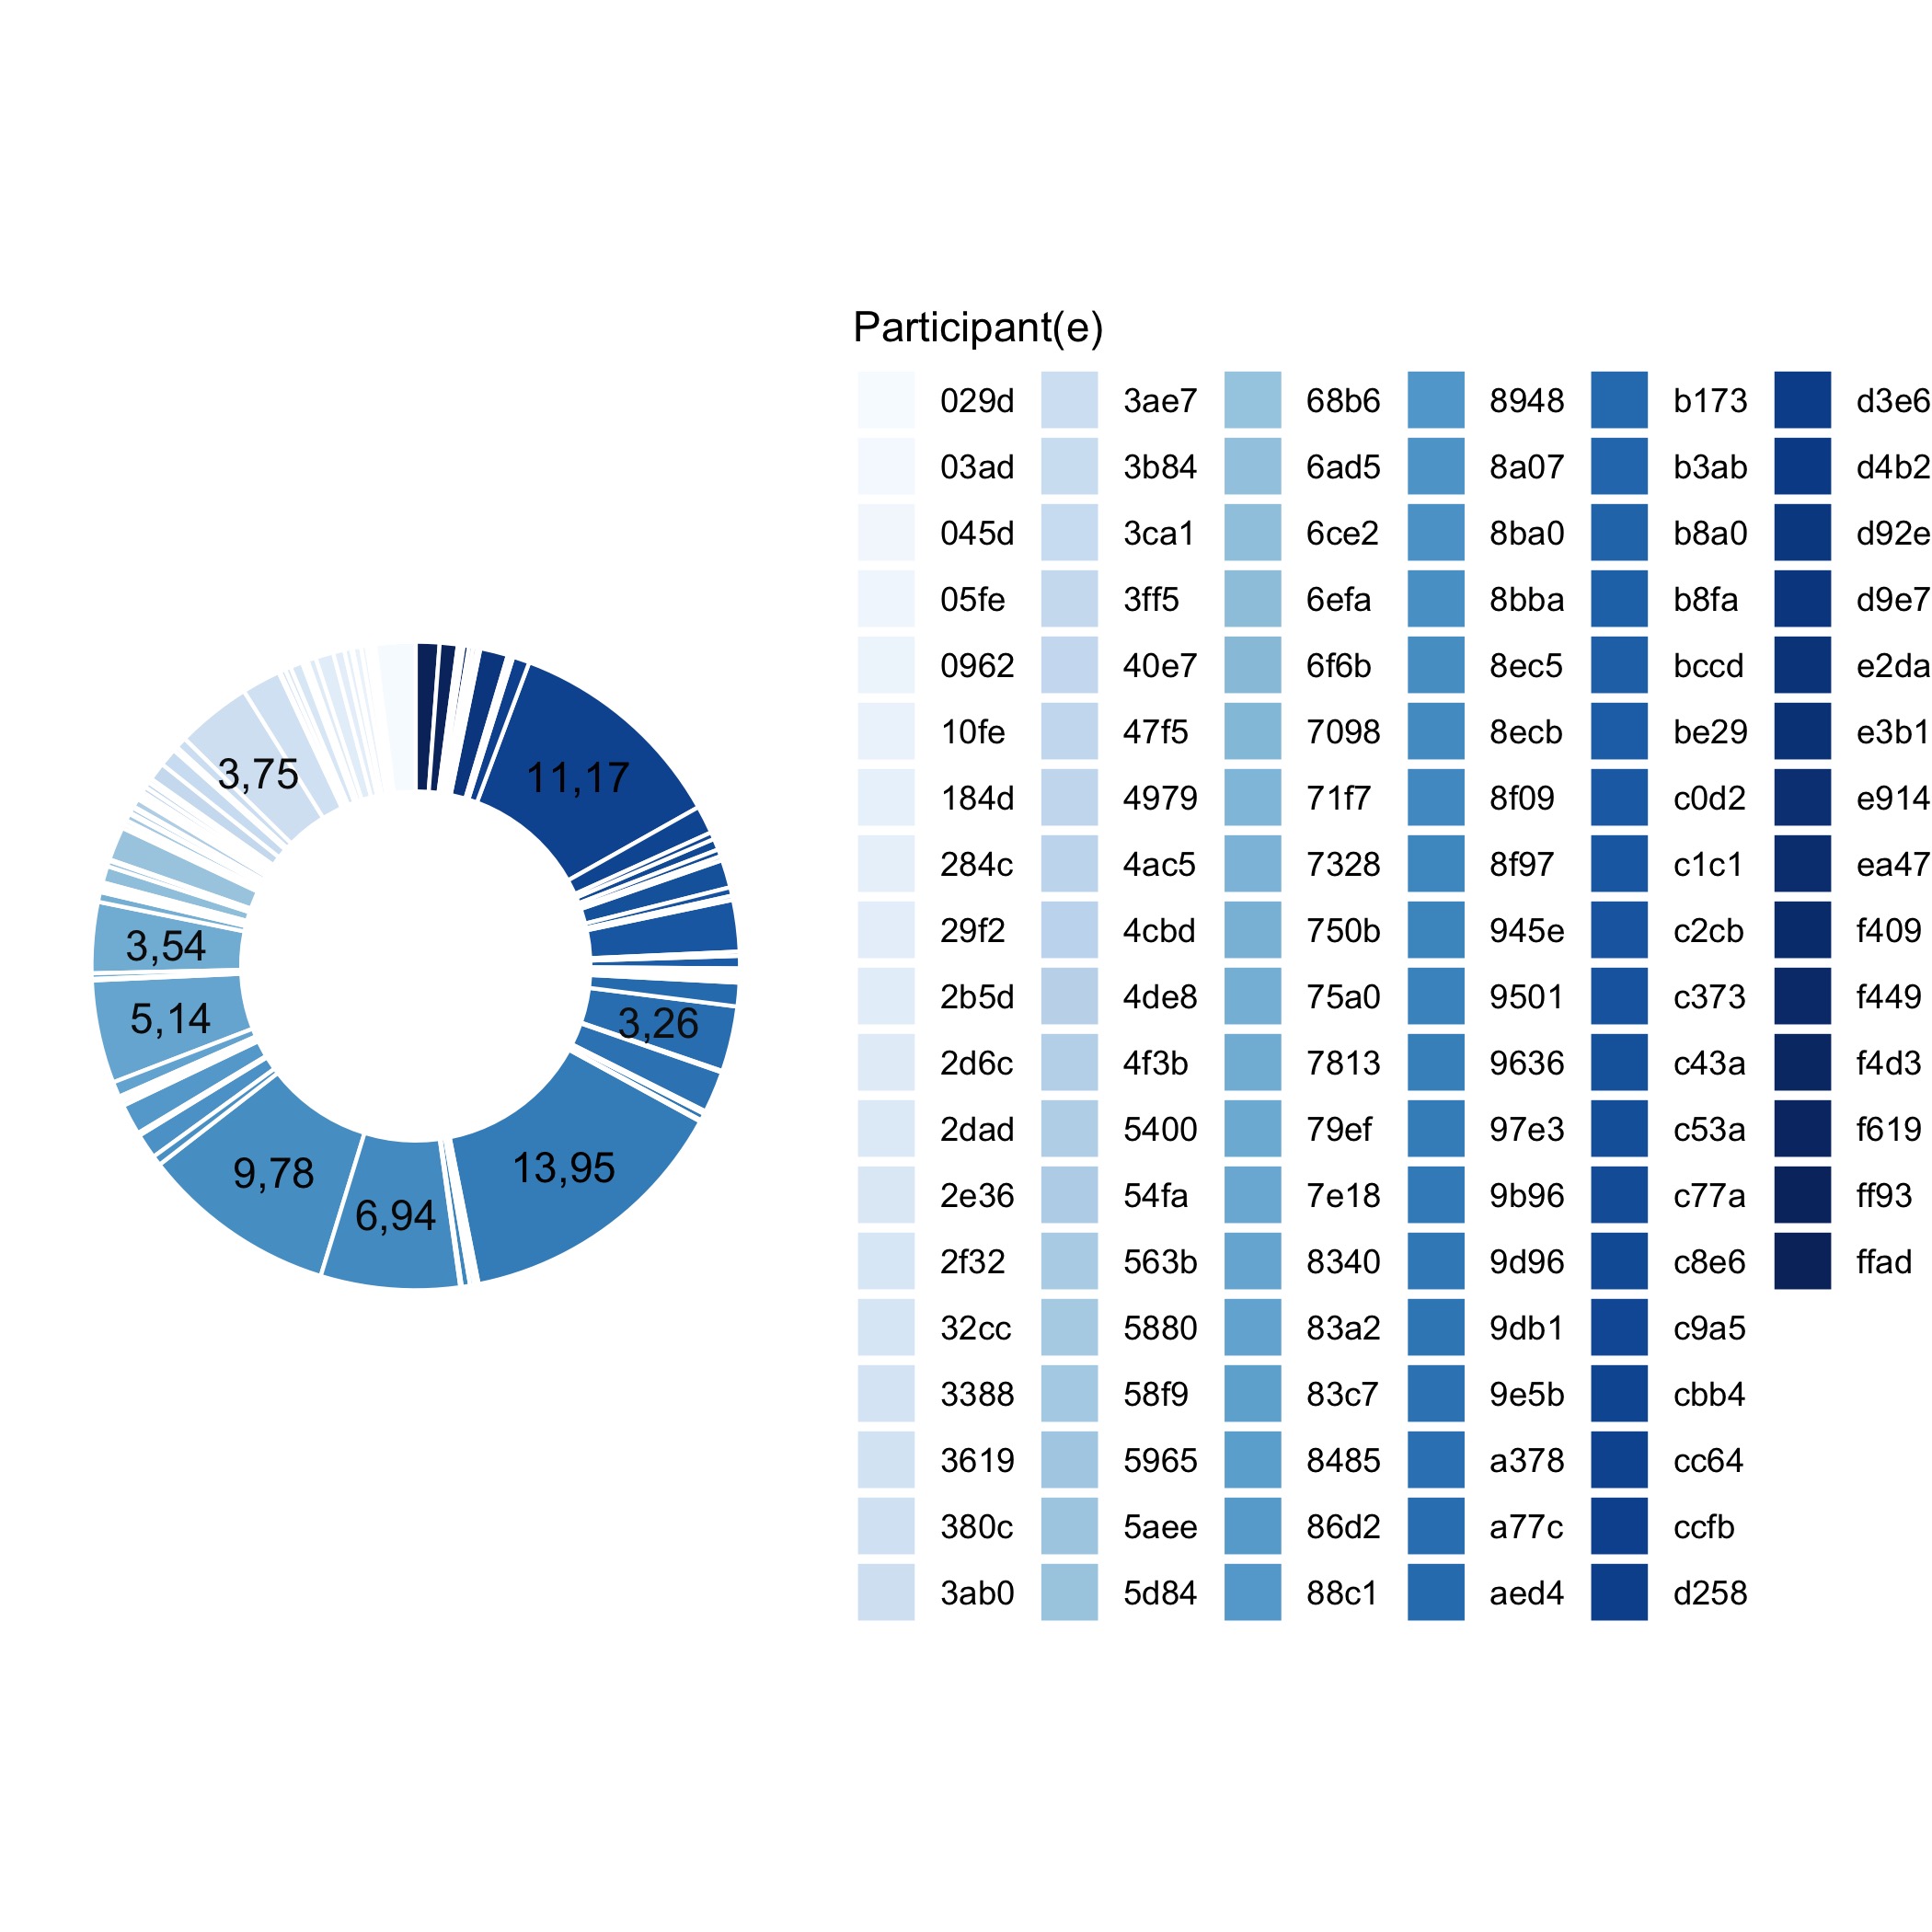 Participant(e)
029d 3ae7 68b6 8948 b173 d3e6
03ad 3b84 6ad5 8a07 b3ab d4b2
045d 3ca1 6ce2 8ba0 b8a0 d92e
05fe 3ff5 6efa 8bba b8fa d9e7
0962 40e7 6f6b 8ec5 bccd e2da
10fe 47f5 7098 8ecb be29 e3b1
184d 4979 71f7 8f09 c0d2 e914
284c 4ac5 7328 8f97 c1c1 ea47
29f2 4cbd 750b 945e c2cb f409
2b5d 4de8 75a0 9501 c373 f449
2d6c 4f3b 7813 9636 c43a f4d3
2dad 5400 79ef 97e3 c53a f619
2e36 54fa 7e18 9b96 c77a ff93
2f32 563b 8340 9d96 c8e6 ffad
32cc 5880 83a2 9db1 c9a5
3388 58f9 83c7 9e5b cbb4
3619 5965 8485 a378 cc64
380c 5aee 86d2 a77c ccfb
3ab0 5d84 88c1 aed4 d258
3,75
11,17
3,54
5,14
3,26
9,78
13,95
6,94